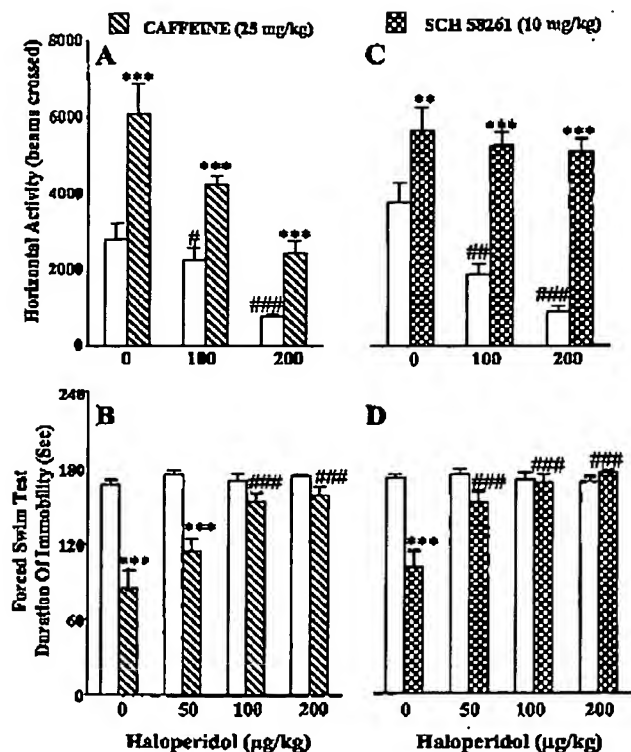 CAFFEINE (25 mg/kg)
SCH 58261 (10 mg/kg)
A
C
Horizontal Activity (beams crossed)
8000
6000
4000
2000
0
***
#
***
###
***
**
##
***
###
***
0 100 200
0 100 200
B
D
Forced Swim Test
Duration Of Immobility (Sec)
240
180
120
60
0
***
***
###
###
***
###
###
###
0 50 100 200
0 50 100 200
Haloperidol (µg/kg)
Haloperidol (µg/kg)